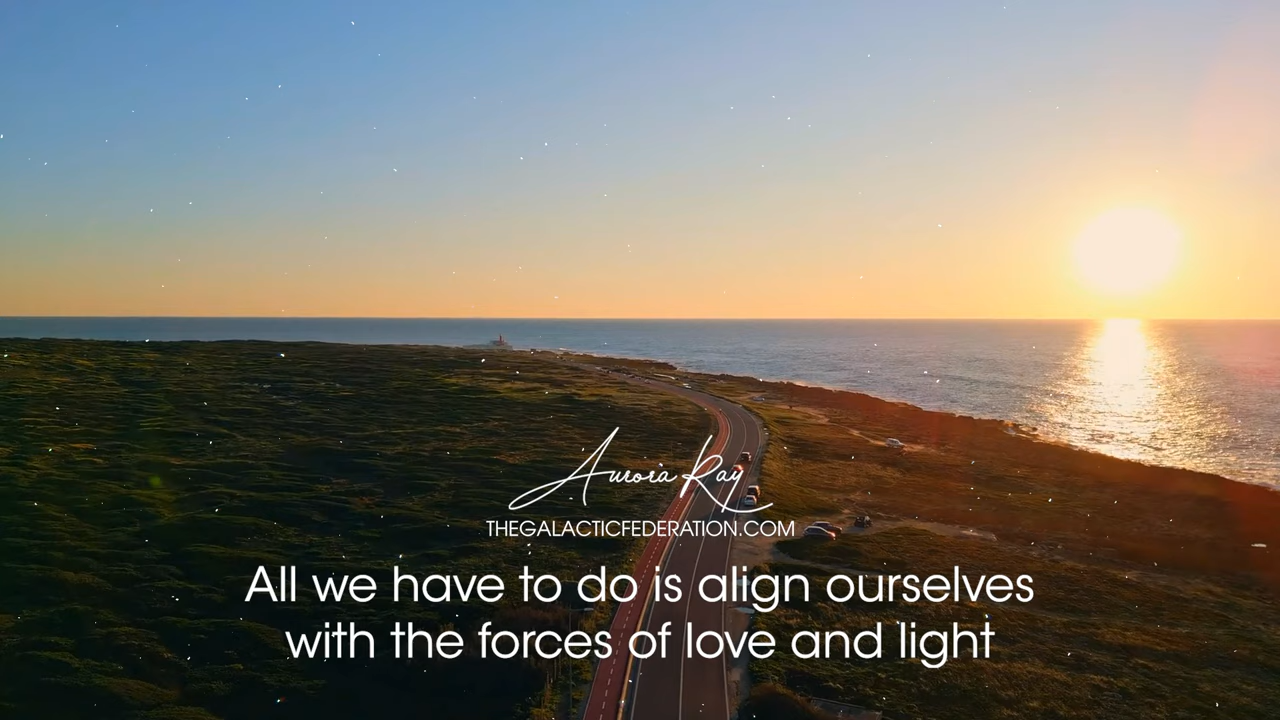 Aurora Ray
THEGALACTICFEDERATION.COM
All we have to do is align ourselves
with the forces of love and light